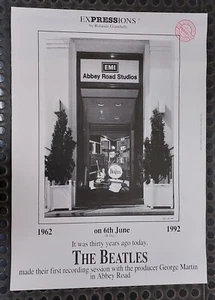 EXPRESSIONS
EMI
Abbey Road Studios
BEATLES
1962 on 6th June 1992
It was thirty years ago today,
THE BEATLES
made their first recording session with the producer George Martin
in Abbey Road